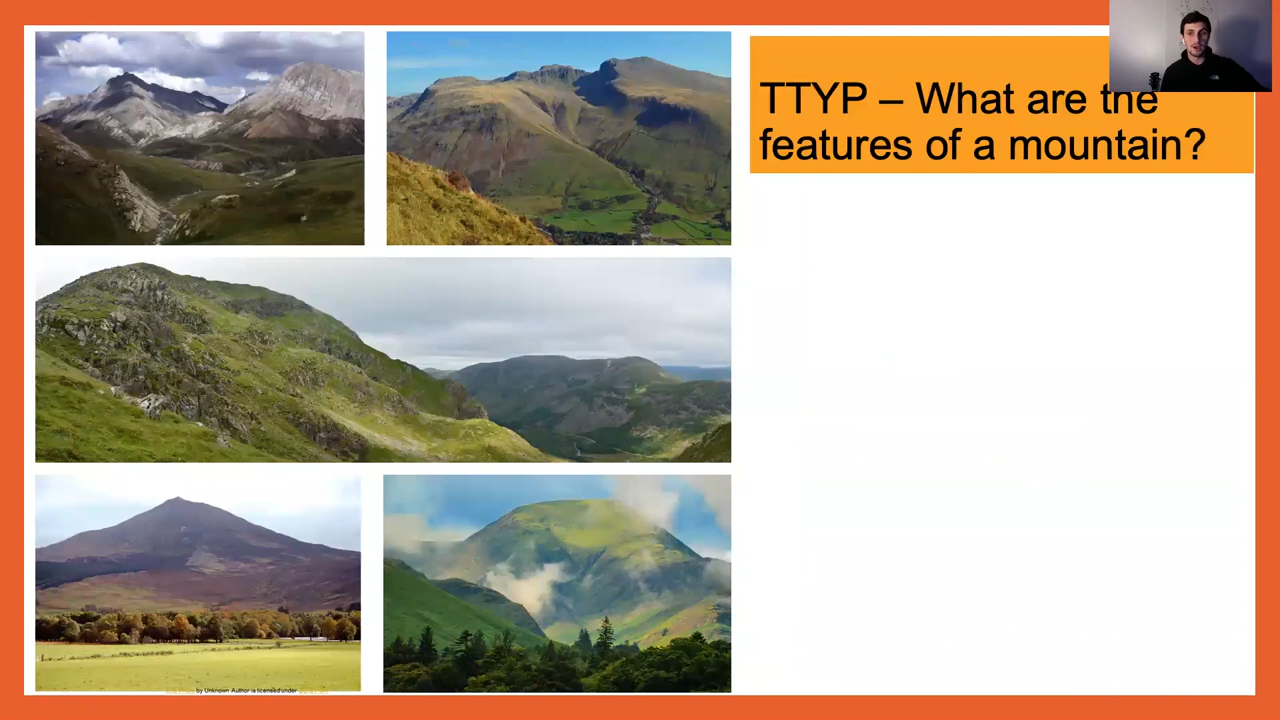 TTYP – What are the
features of a mountain?
by Unknown Author is licensed under